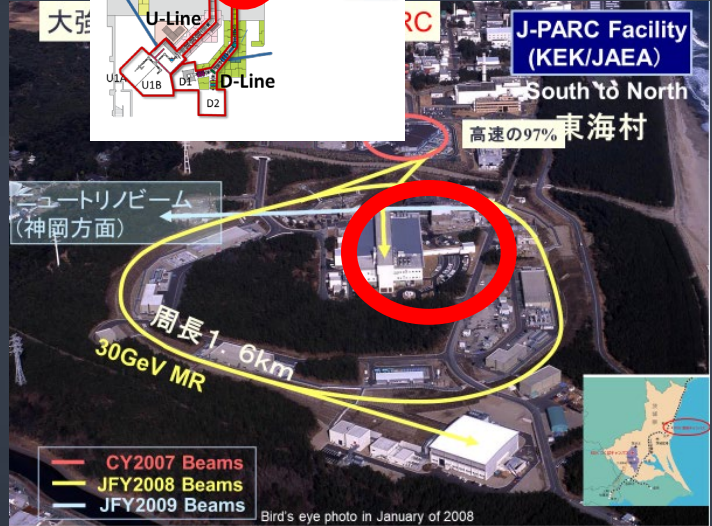 大強
RC
U-Line
U1A
U1B
D1
D-Line
D2
J-PARC Facility
(KEK/JAEA)
South to North
東海村
高速の97%
ニュートリノビーム
(神岡方面)
周長1.6km
30GeV MR
CY2007 Beams
JFY2008 Beams
JFY2009 Beams
Bird's eye photo in January of 2008